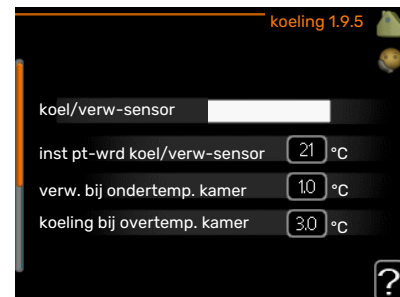 koeling 1.9.5
koel/verw-sensor
inst pt-wrd koel/verw-sensor 21 °C
verw. bij ondertemp. kamer 1.0 °C
koeling bij overtemp. kamer 3.0 °C
?